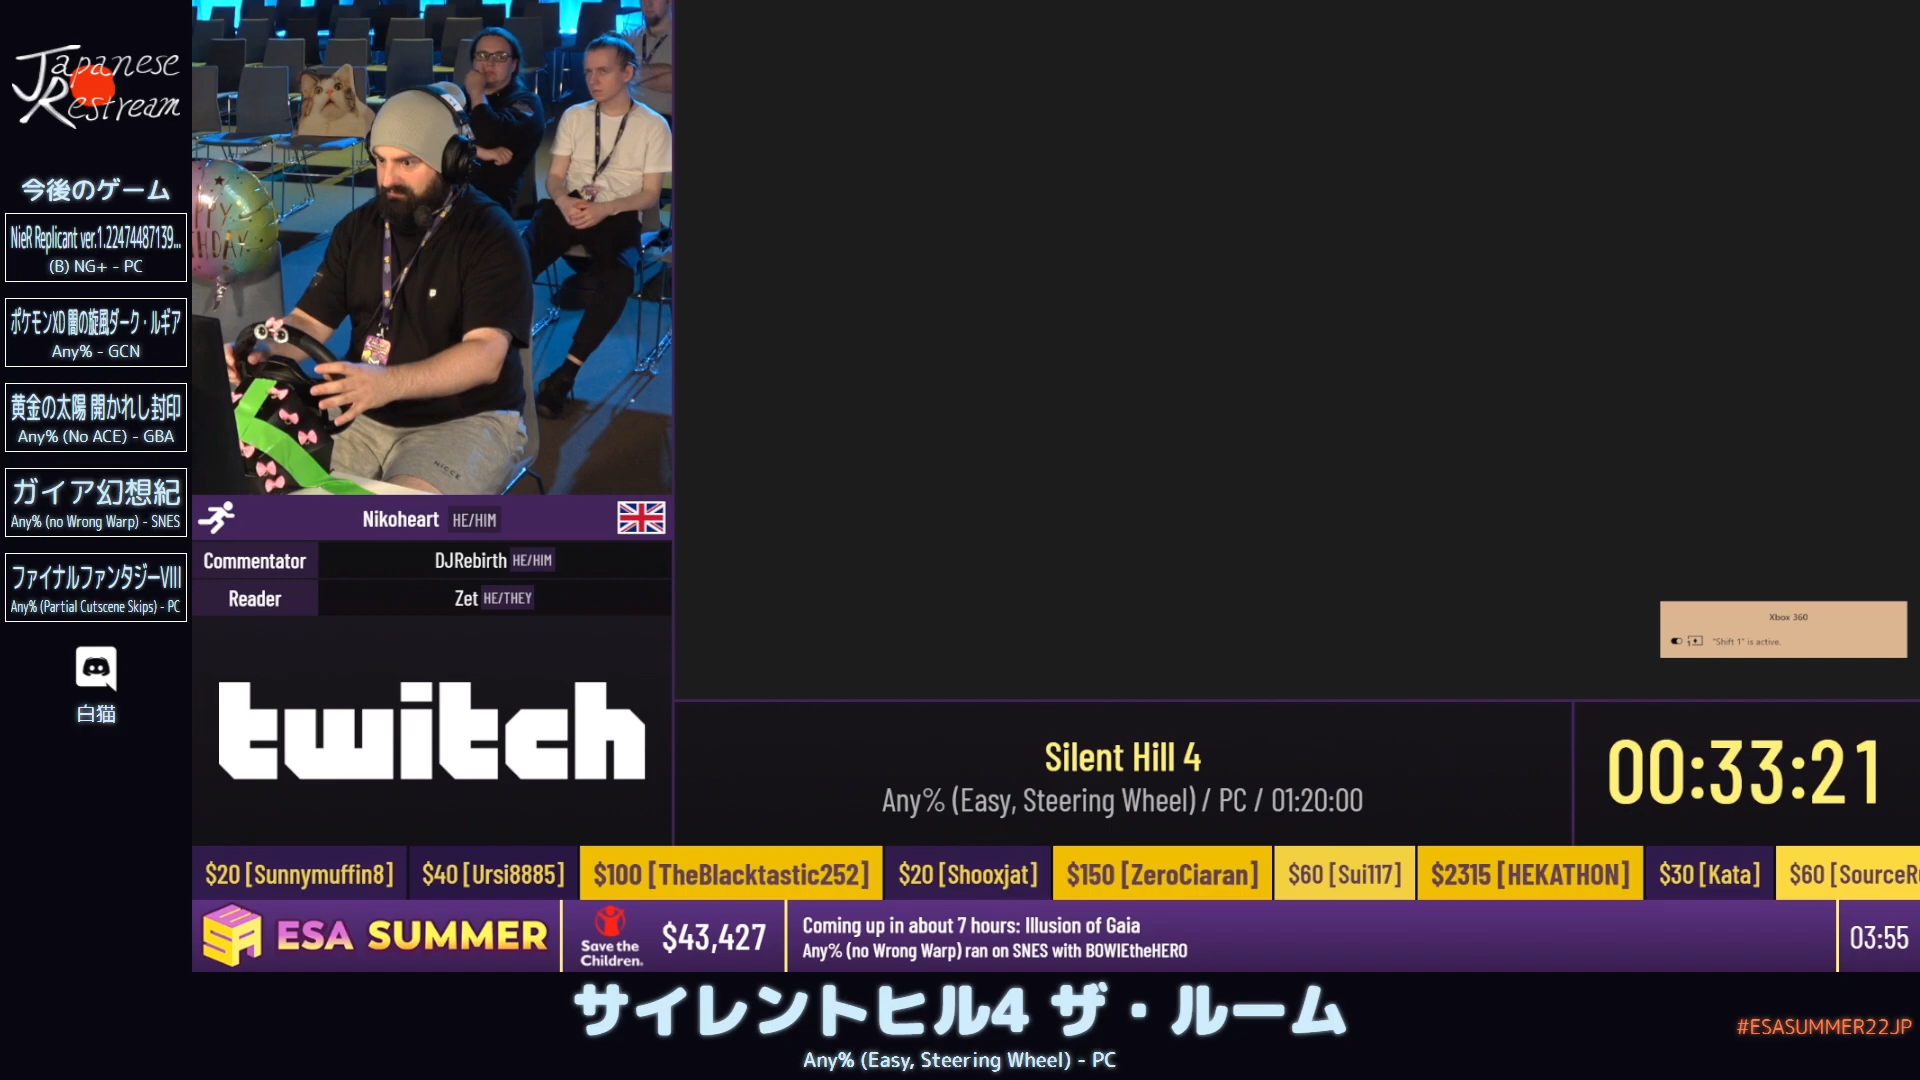 Japanese
Restream
今後のゲーム
NieR Replicant ver.1.22474487139...
(B) NG+ - PC
ポケモンXD 闇の旋風ダーク・ルギア
Any% - GCN
黄金の太陽 開かれし封印
Any% (No ACE) - GBA
ガイア幻想紀
Any% (no Wrong Warp) - SNES
ファイナルファンタジーVIII
Any% (Partial Cutscene Skips) - PC
白猫
NICCE
Nikoheart HE/HIM
Commentator DJRebirth HE/HIM
Reader Zet HE/THEY
twitch
Xbox 360
"Shift 1" is active.
Silent Hill 4
Any% (Easy, Steering Wheel) / PC / 01:20:00
00:33:21
$20 [Sunnymuffin8] $40 [Ursi8885] $100 [TheBlacktastic252] $20 [Shooxjat] $150 [ZeroCiaran] $60 [Sui117] $2315 [HEKATHON] $30 [Kata] $60 [SourceR
ESA SUMMER
Save the
Children.
$43,427
Coming up in about 7 hours: Illusion of Gaia
Any% (no Wrong Warp) ran on SNES with BOWIEtheHERO
03:55
サイレントヒル4 ザ・ルーム
Any% (Easy, Steering Wheel) - PC
#ESASUMMER22JP